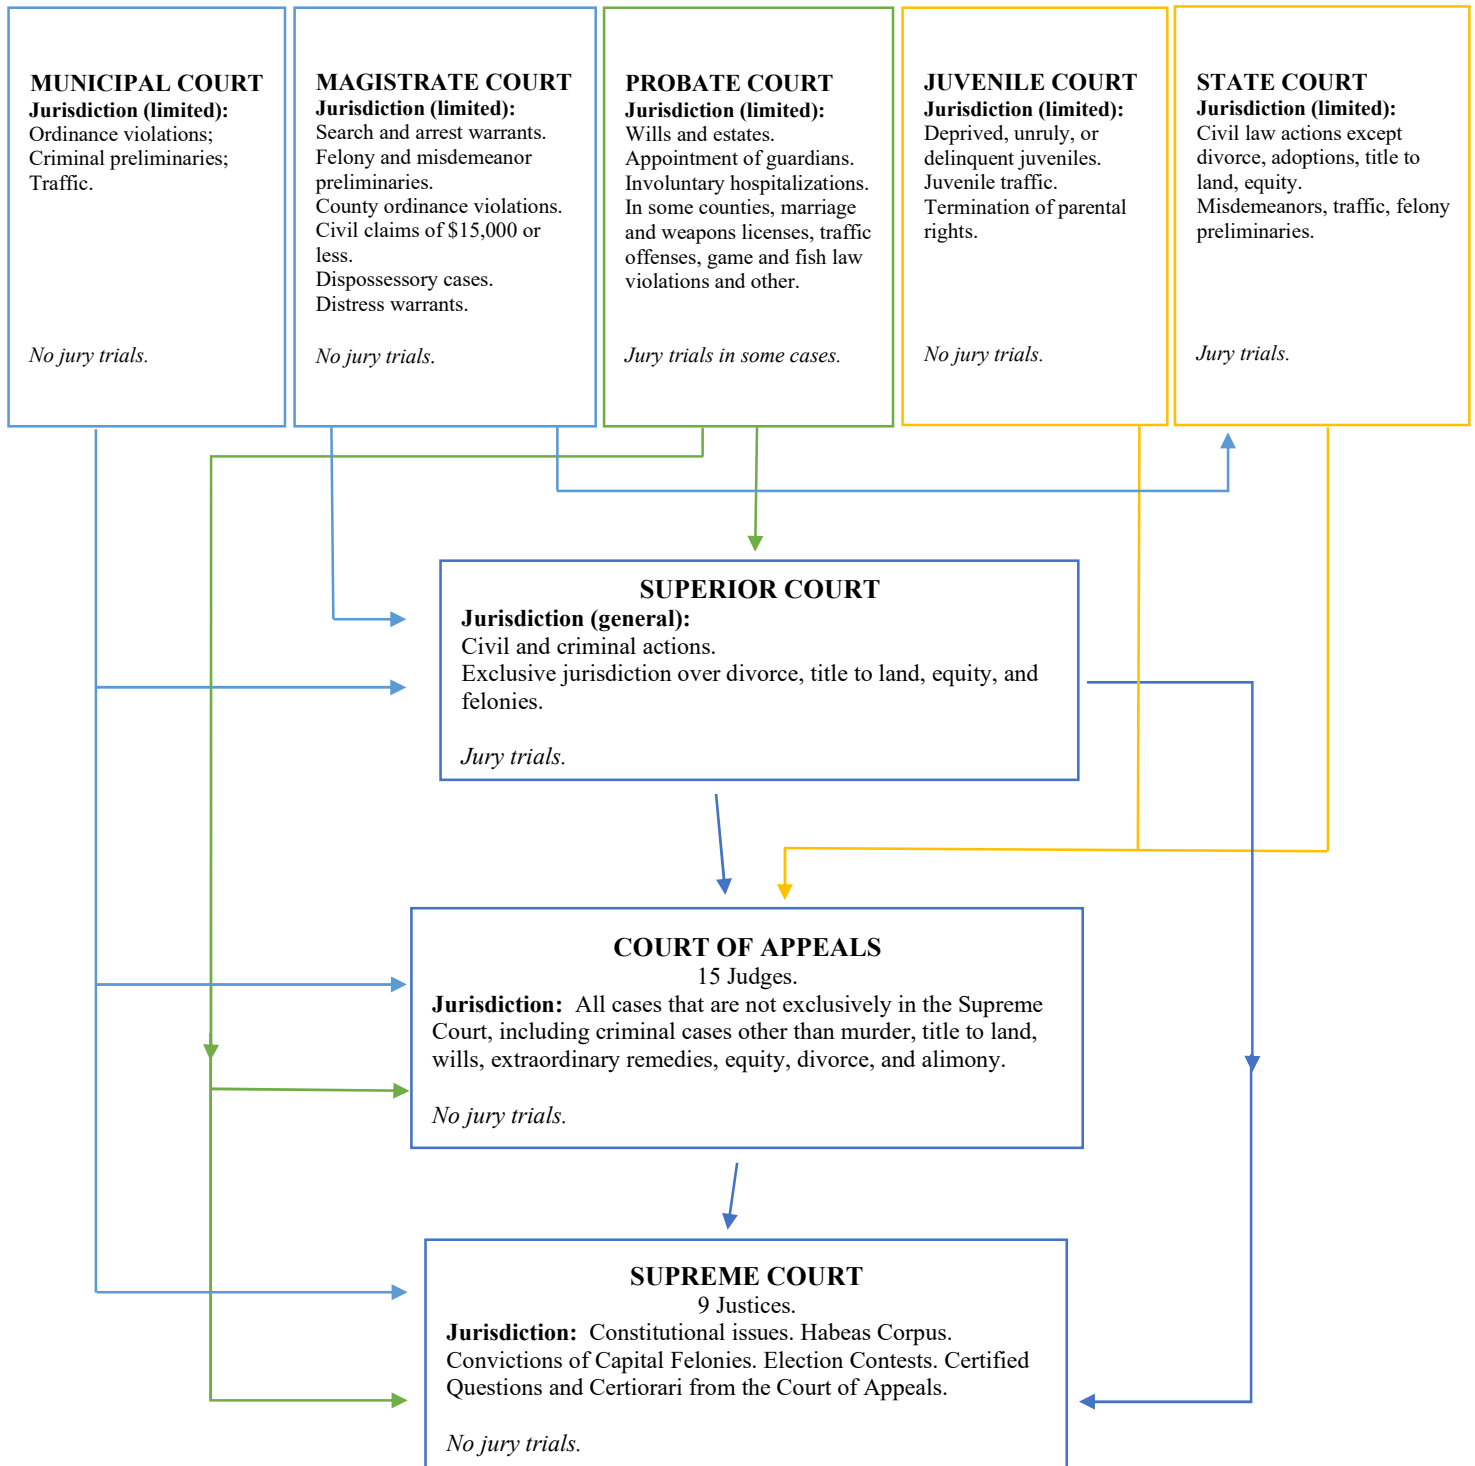 MUNICIPAL COURT
Jurisdiction (limited):
Ordinance violations;
Criminal preliminaries;
Traffic.
No jury trials.
MAGISTRATE COURT
Jurisdiction (limited):
Search and arrest warrants.
Felony and misdemeanor
preliminaries.
County ordinance violations.
Civil claims of $15,000 or
less.
Dispossessory cases.
Distress warrants.
No jury trials.
PROBATE COURT
Jurisdiction (limited):
Wills and estates.
Appointment of guardians.
Involuntary hospitalizations.
In some counties, marriage
and weapons licenses, traffic
offenses, game and fish law
violations and other.
Jury trials in some cases.
JUVENILE COURT
Jurisdiction (limited):
Deprived, unruly, or
delinquent juveniles.
Juvenile traffic.
Termination of parental
rights.
No jury trials.
STATE COURT
Jurisdiction (limited):
Civil law actions except
divorce, adoptions, title to
land, equity.
Misdemeanors, traffic, felony
preliminaries.
Jury trials.
SUPERIOR COURT
Jurisdiction (general):
Civil and criminal actions.
Exclusive jurisdiction over divorce, title to land, equity, and
felonies.
Jury trials.
COURT OF APPEALS
15 Judges.
Jurisdiction: All cases that are not exclusively in the Supreme
Court, including criminal cases other than murder, title to land,
wills, extraordinary remedies, equity, divorce, and alimony.
No jury trials.
SUPREME COURT
9 Justices.
Jurisdiction: Constitutional issues. Habeas Corpus.
Convictions of Capital Felonies. Election Contests. Certified
Questions and Certiorari from the Court of Appeals.
No jury trials.